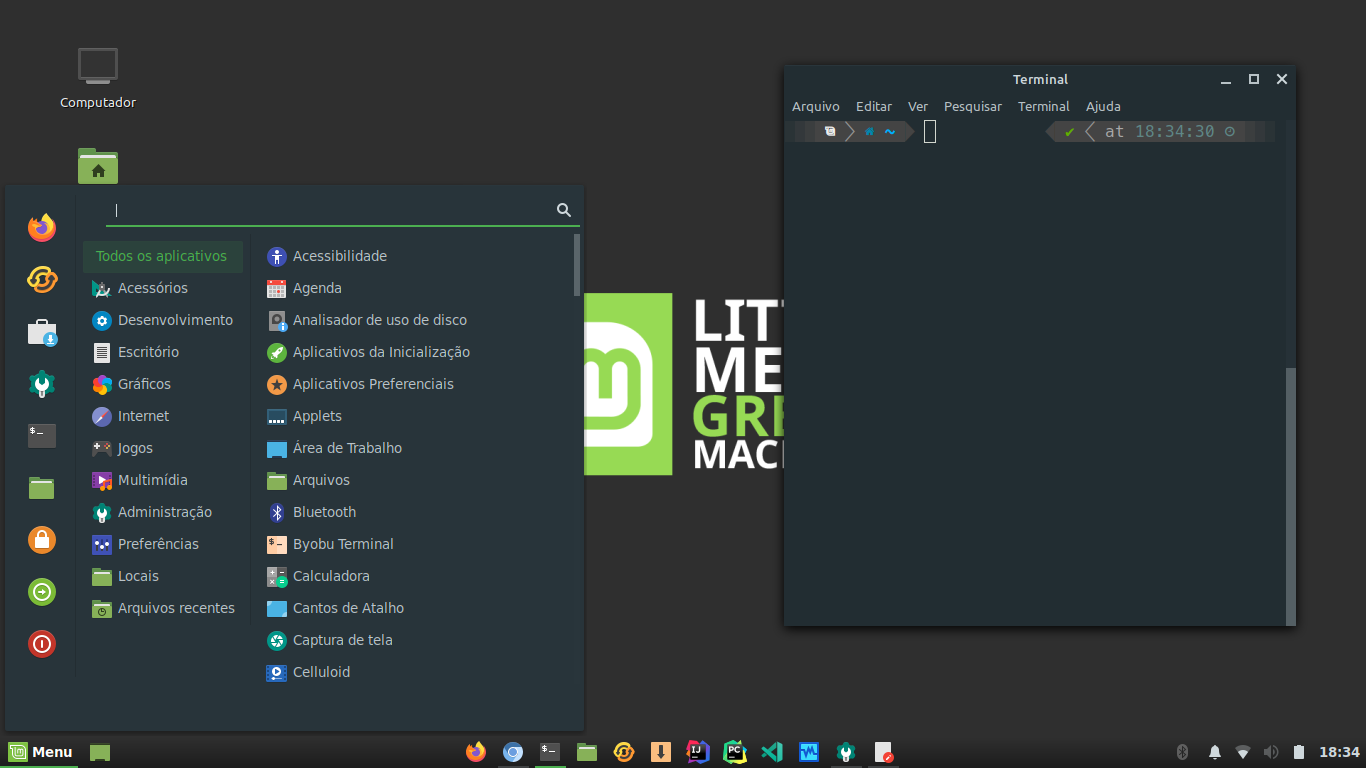 Computador
Todos os aplicativos
Acessórios
Desenvolvimento
Escritório
Gráficos
Internet
Jogos
Multimídia
Administração
Preferências
Locais
Arquivos recentes
Acessibilidade
Agenda
Analisador de uso de disco
Aplicativos da Inicialização
Aplicativos Preferenciais
Applets
Área de Trabalho
Arquivos
Bluetooth
Byobu Terminal
Calculadora
Cantos de Atalho
Captura de tela
Celluloid
LIT
ME
GRE
MAC
Terminal
Arquivo Editar Ver Pesquisar Terminal Ajuda
~ ✔ at 18:34:30
Menu
$ _
IJ
PC
18:34